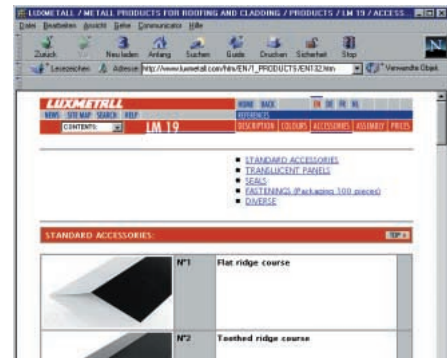 LUXMETALL / METALL PRODUCTS FOR ROOFING AND CLADDING / PRODUCTS / LM 19 / ACCESS.
Datei Bearbeiten Ansicht Gehe Communicator Hilfe
Zurück Neu laden Anfang Suchen Guide Drucken Sicherheit Stop
Lesezeichen Adresse http://www.luxmetall.com/htm/EN/1_PRODUCTS/EN132.htm Verwandte Objekt
LUXMETALL HOME BACK EN DE FR NL
NEWS SITE MAP SEARCH HELP REFERENCES
CONTENTS: LM 19 DESCRIPTION COLOURS ACCESSORIES ASSEMBLY PRICES
STANDARD ACCESSORIES
TRANSLUCENT PANELS
SEALS
FASTENINGS (Packaging 100 pieces)
DIVERSE
STANDARD ACCESSORIES: TOP
N°1 Flat ridge course
N°2 Toothed ridge course